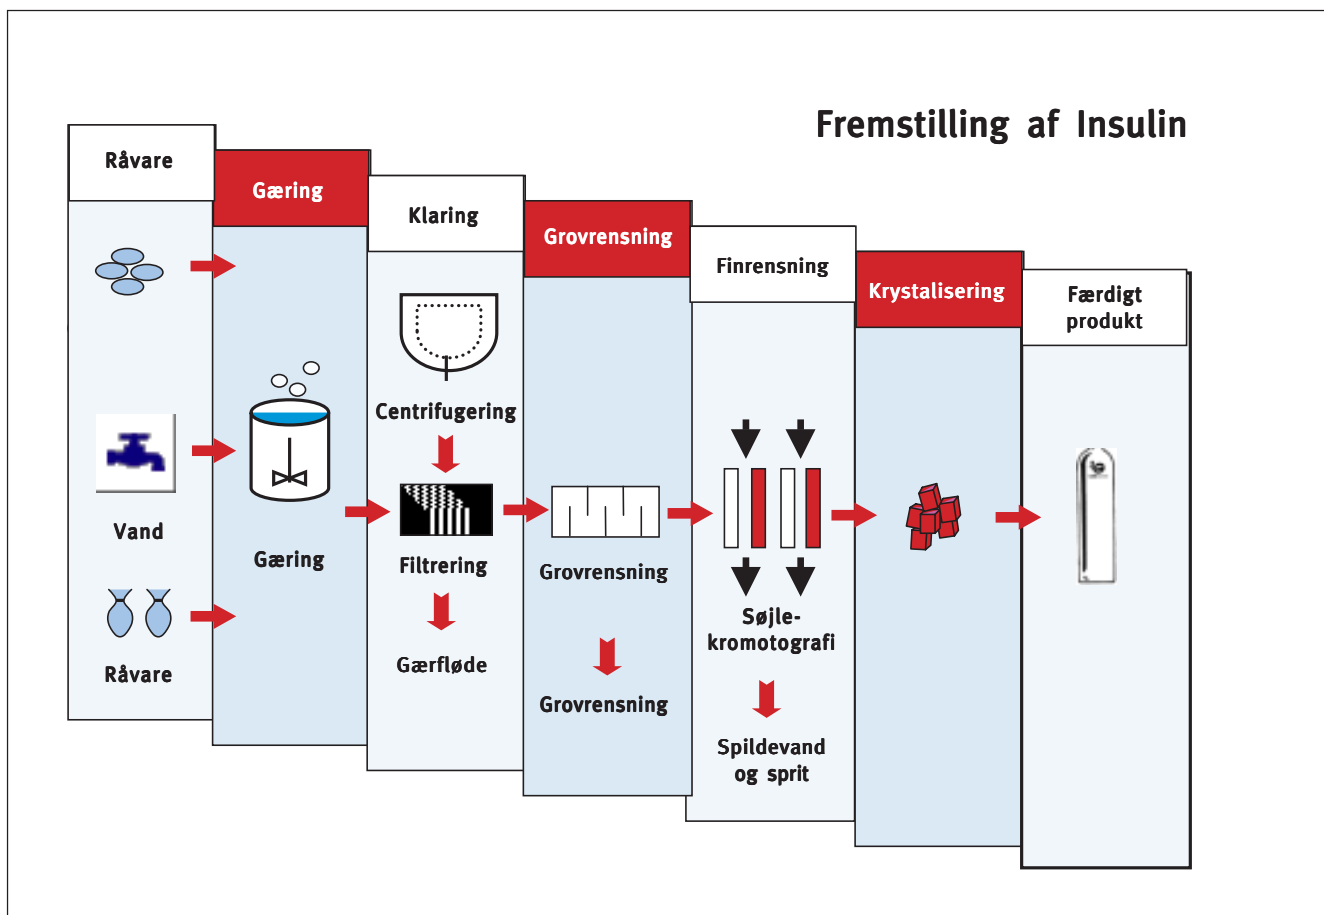 Fremstilling af Insulin
Råvare
Vand
Råvare
Gæring
Gæring
Klaring
Centrifugering
Filtrering
Gærfløde
Grovrensning
Grovrensning
Grovrensning
Finrensning
Søjle-
kromotografi
Spildevand
og sprit
Krystalisering
Færdigt
produkt